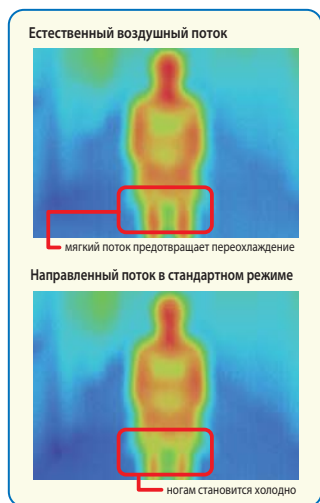 Естественный воздушный поток
мягкий поток предотвращает переохлаждение
Направленный поток в стандартном режиме
ногам становится холодно